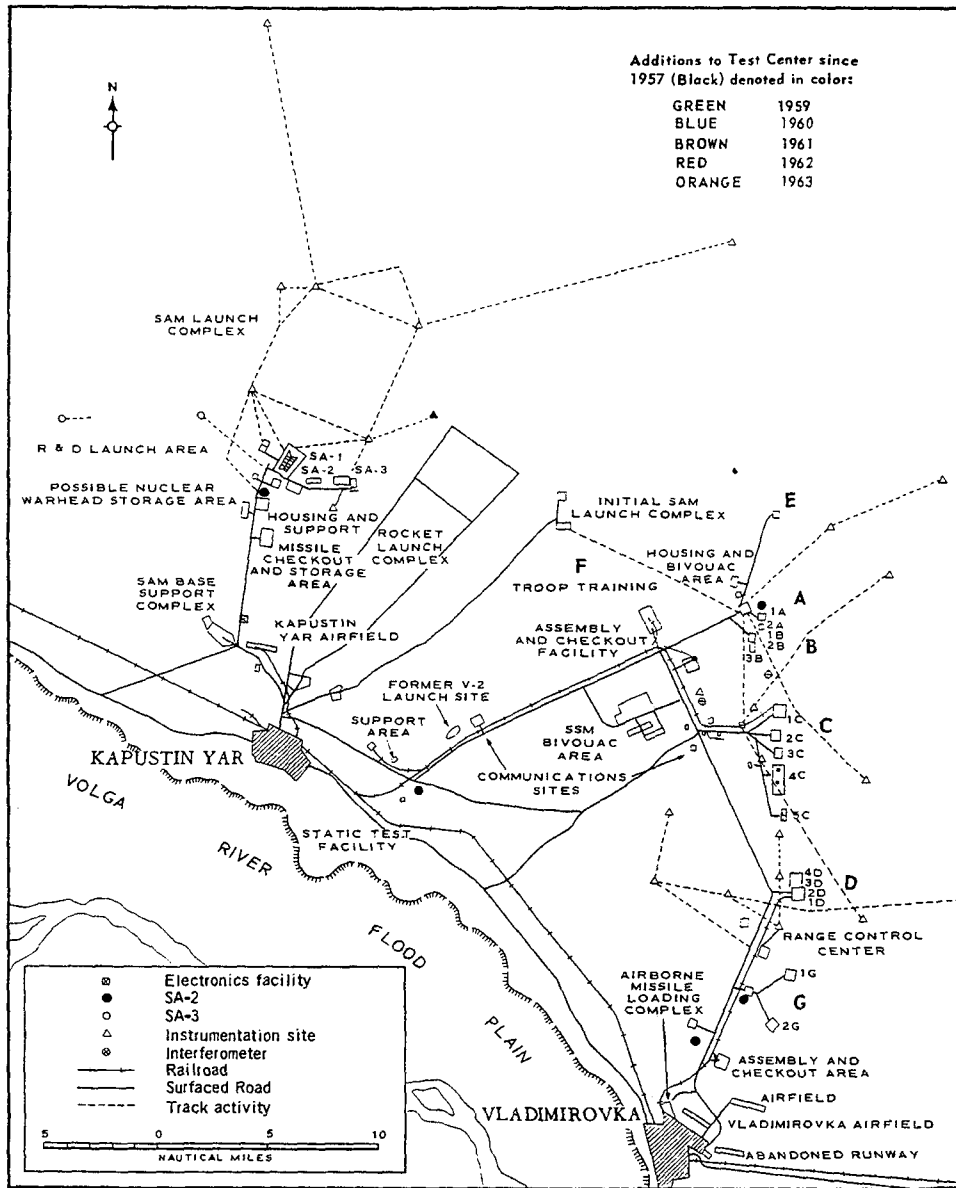 Additions to Test Center since
1957 (Black) denoted in color:
GREEN 1959
BLUE 1960
BROWN 1961
RED 1962
ORANGE 1963
N
SAM LAUNCH
COMPLEX
R & D LAUNCH AREA
SA-1
SA-2
SA-3
POSSIBLE NUCLEAR
WARHEAD STORAGE AREA
HOUSING AND
SUPPORT
MISSILE
CHECKOUT
AND STORAGE
AREA
ROCKET
LAUNCH
COMPLEX
INITIAL SAM
LAUNCH COMPLEX
E
HOUSING AND
BIVOUAC
AREA
F
TROOP TRAINING
A
1A
2A
1B
2B
3B
B
SAM BASE
SUPPORT
COMPLEX
KAPUSTIN
YAR AIRFIELD
ASSEMBLY
AND CHECKOUT
FACILITY
FORMER V-2
LAUNCH SITE
SUPPORT
AREA
SSM
BIVOUAC
AREA
C
1C
2C
3C
4C
5C
KAPUSTIN YAR
COMMUNICATIONS
SITES
VOLGA
RIVER
FLOOD
PLAIN
STATIC TEST
FACILITY
4D
3D
2D
1D
D
RANGE CONTROL
CENTER
AIRBORNE
MISSILE
LOADING
COMPLEX
1G
G
2G
ASSEMBLY AND
CHECKOUT AREA
AIRFIELD
VLADIMIROVKA
VLADIMIROVKA AIRFIELD
ABANDONED RUNWAY
Electronics facility
SA-2
SA-3
Instrumentation site
Interferometer
Railroad
Surfaced Road
Track activity
5 0 5 10
NAUTICAL MILES